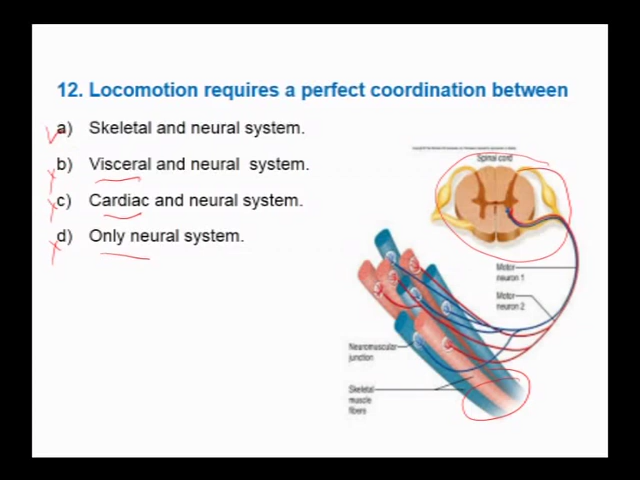 12. Locomotion requires a perfect coordination between
a) Skeletal and neural system.
b) Visceral and neural system.
c) Cardiac and neural system.
d) Only neural system.
Spinal cord
Motor
neuron 1
Motor
neuron 2
Neuromuscular
junction
Skeletal
muscle
fibers